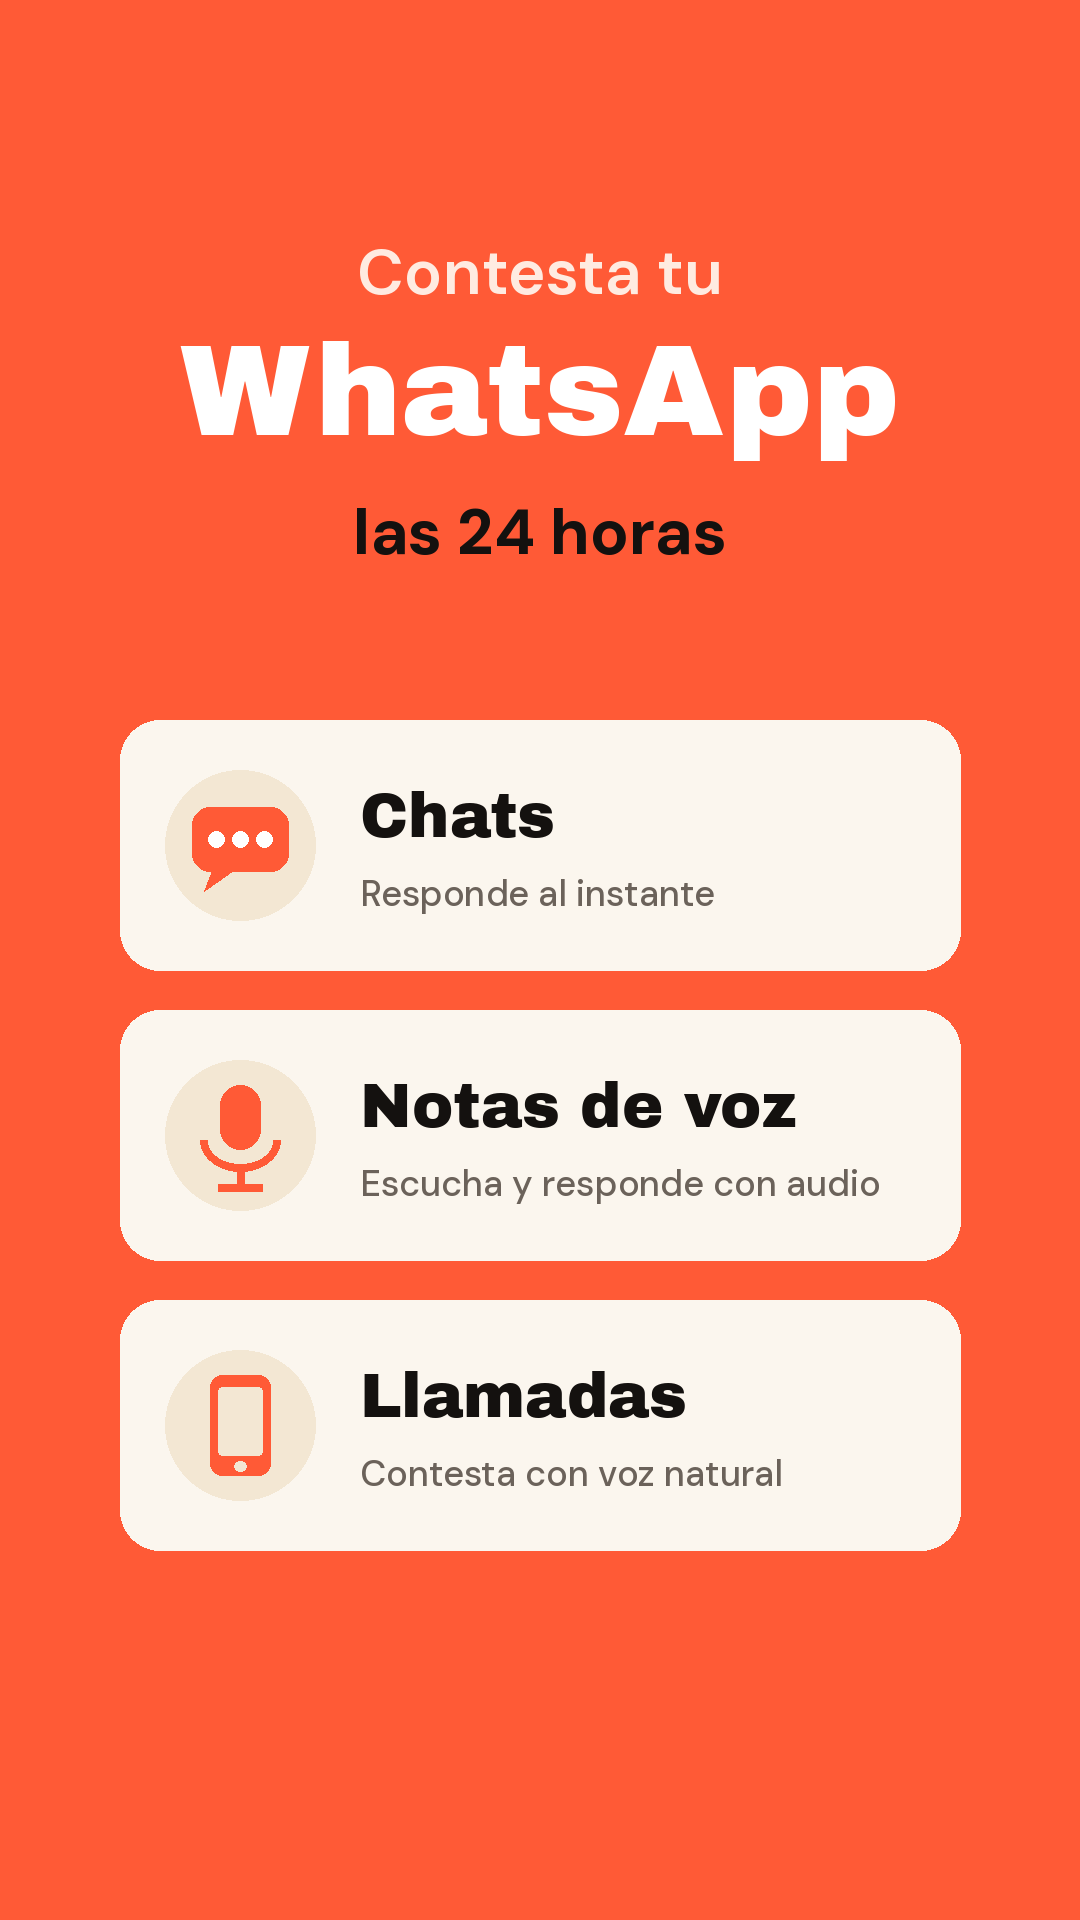 Contesta tu
WhatsApp
las 24 horas
Chats
Responde al instante
Notas de voz
Escucha y responde con audio
Llamadas
Contesta con voz natural